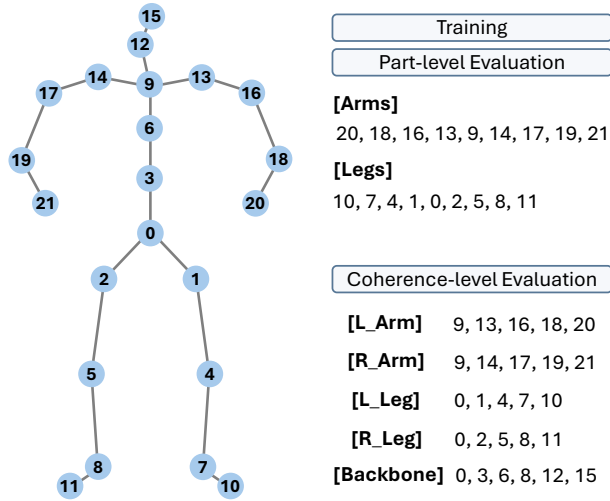 15
12
14
9
13
17
16
6
19
18
3
21
20
0
2
1
5
4
8
7
11
10
Training
Part-level Evaluation
[Arms]
20, 18, 16, 13, 9, 14, 17, 19, 21
[Legs]
10, 7, 4, 1, 0, 2, 5, 8, 11
Coherence-level Evaluation
[L_Arm] 9, 13, 16, 18, 20
[R_Arm] 9, 14, 17, 19, 21
[L_Leg] 0, 1, 4, 7, 10
[R_Leg] 0, 2, 5, 8, 11
[Backbone] 0, 3, 6, 8, 12, 15